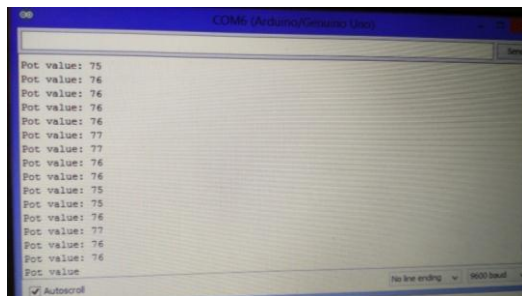 COM6 (Arduino/Genuino Uno)
Send
Pot value: 75
Pot value: 76
Pot value: 76
Pot value: 76
Pot value: 76
Pot value: 77
Pot value: 77
Pot value: 76
Pot value: 76
Pot value: 75
Pot value: 75
Pot value: 76
Pot value: 77
Pot value: 76
Pot value: 76
Pot value
Autoscroll
No line ending
9600 baud